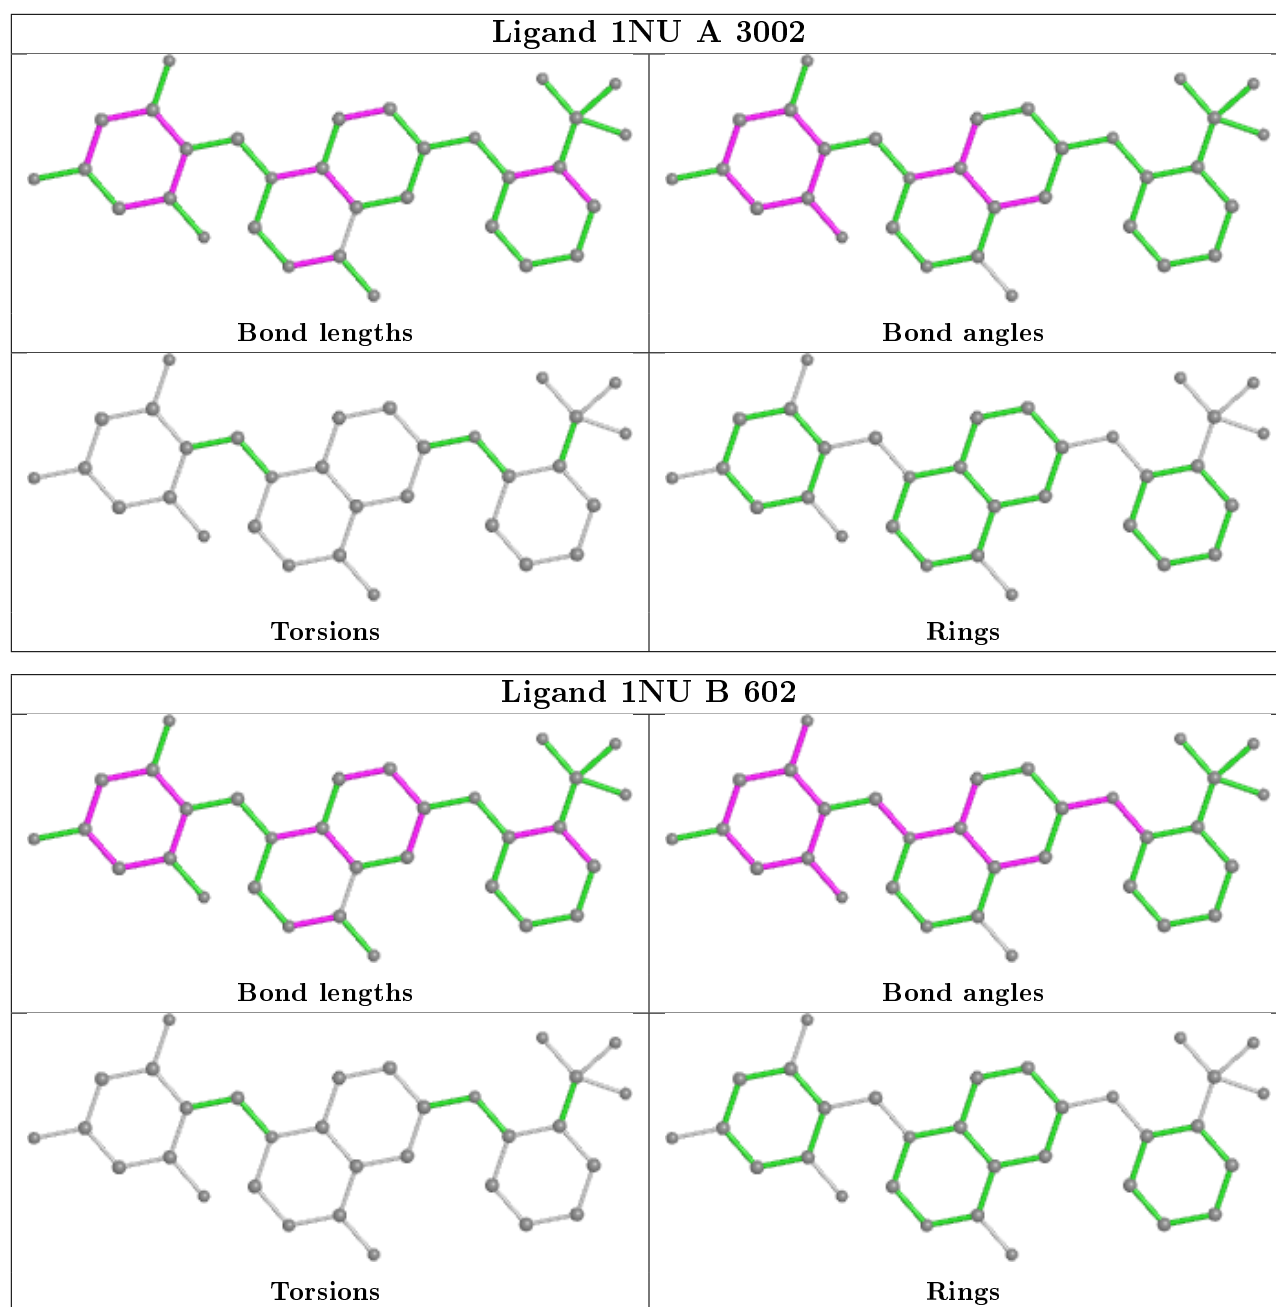 Ligand 1NU A 3002
Bond lengths
Bond angles
Torsions
Rings
Ligand 1NU B 602
Bond lengths
Bond angles
Torsions
Rings